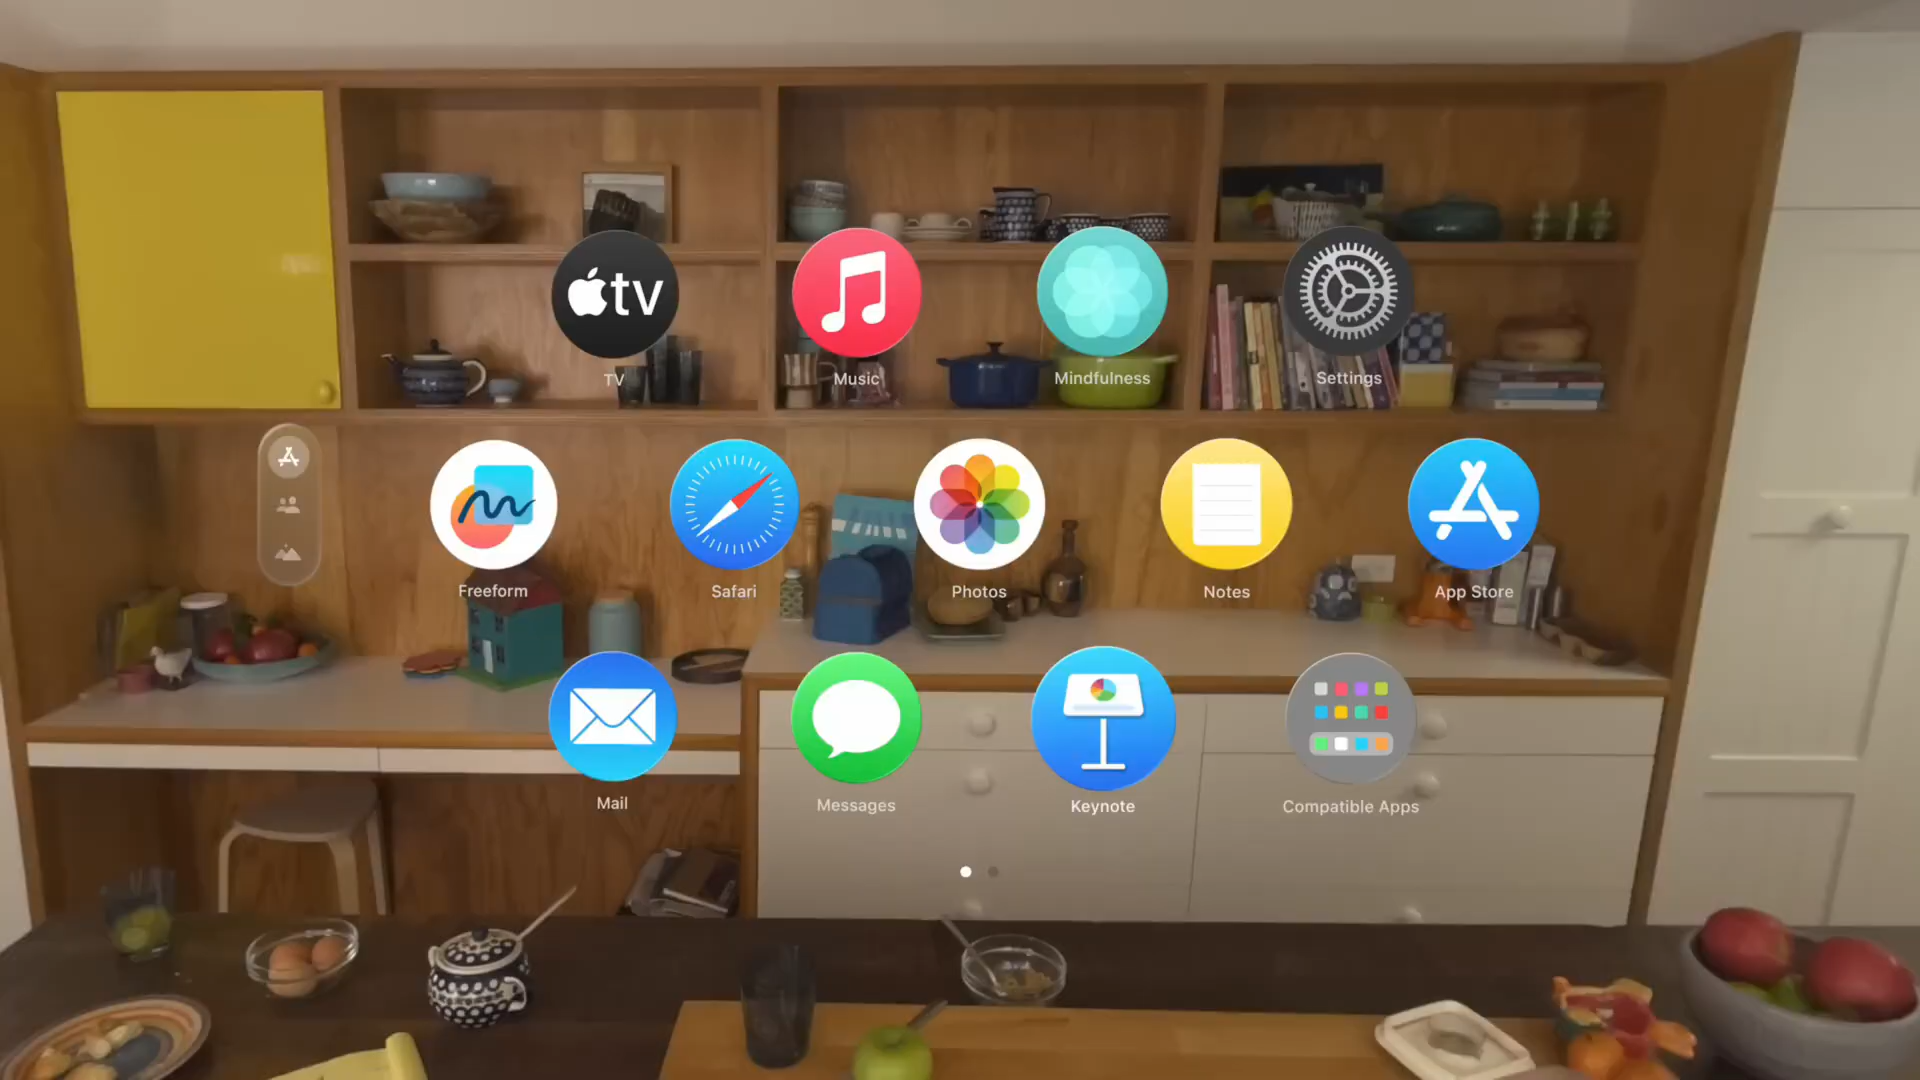 tv
TV
Music
Mindfulness
Settings
Freeform
Safari
Photos
Notes
App Store
Mail
Messages
Keynote
Compatible Apps